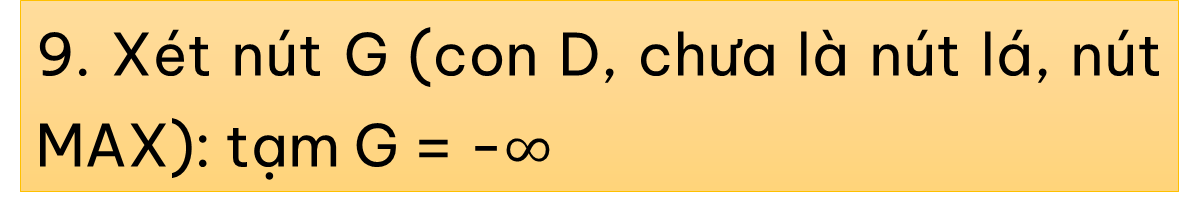 9. Xét nút G (con D, chưa là nút lá, nút
MAX): tạm G = -∞